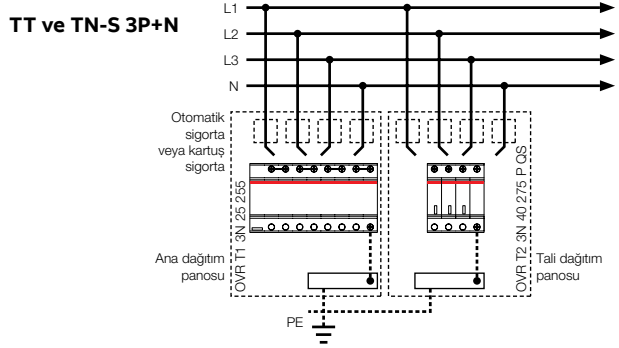 TT ve TN-S 3P+N
L1
L2
L3
N
Otomatik
sigorta
veya kartuş
sigorta
OVR T1 3N 25 255
OVR T2 3N 40 275 P QS
Ana dağıtım
panosu
Tali dağıtım
panosu
PE